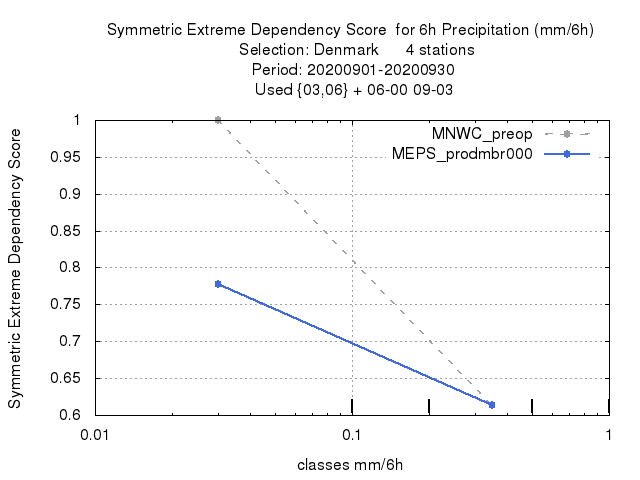 Symmetric Extreme Dependency Score  for 6h Precipitation (mm/6h)
Selection: Denmark      4 stations
Period: 20200901-20200930
Used {03,06} + 06-00 09-03
MNWC_preop
MEPS_prodmbr000
Symmetric Extreme Dependency Score
1
0.95
0.9
0.85
0.8
0.75
0.7
0.65
0.6
0.01
0.1
1
classes mm/6h